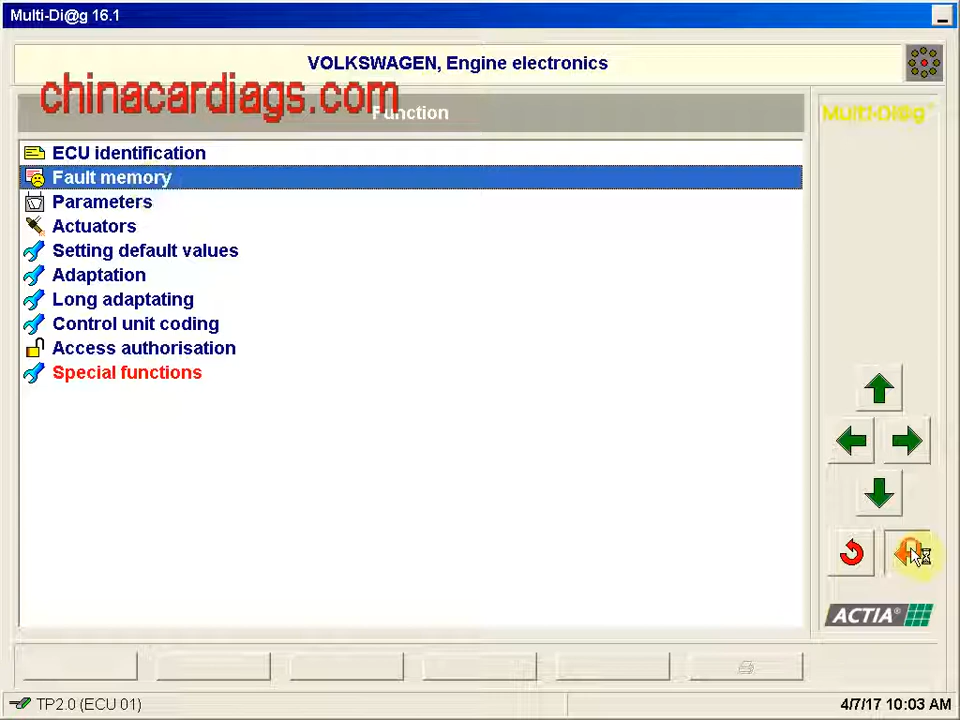 Multi-Di@g 16.1
VOLKSWAGEN, Engine electronics
chinacardiags.com
Function
Multi-Di@g
ECU identification
Fault memory
Parameters
Actuators
Setting default values
Adaptation
Long adaptating
Control unit coding
Access authorisation
Special functions
ACTIA®
TP2.0 (ECU 01)
4/7/17 10:03 AM